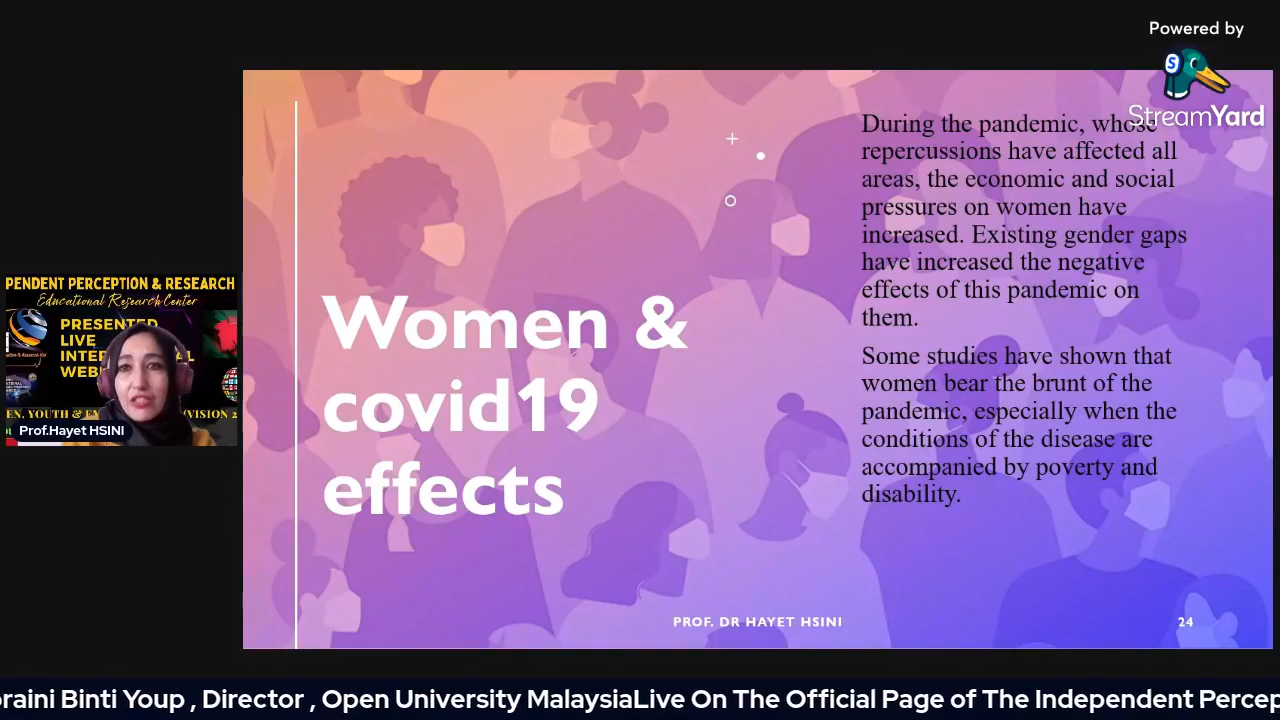 Powered by
StreamYard
During the pandemic, whose
repercussions have affected all
areas, the economic and social
pressures on women have
increased. Existing gender gaps
have increased the negative
effects of this pandemic on
them.
Some studies have shown that
women bear the brunt of the
pandemic, especially when the
conditions of the disease are
accompanied by poverty and
disability.
Women &
covid19
effects
PENDENT PERCEPTION & RESEARCH
Educational Research Center
PRESENTED
LIVE
Prof.Hayet HSINI
PROF. DR HAYET HSINI
24
raini Binti Youp , Director , Open University MalaysiaLive On The Official Page of The Independent Percep